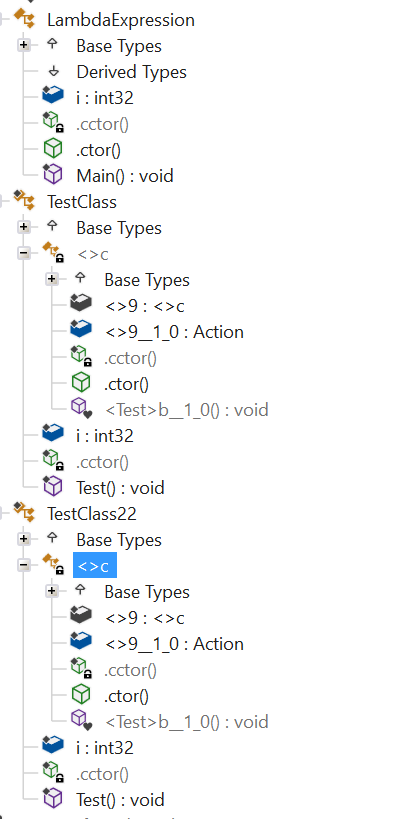 LambdaExpression
Base Types
Derived Types
i : int32
.cctor()
.ctor()
Main() : void
TestClass
Base Types
<>c
Base Types
<>9 : <>c
<>9__1_0 : Action
.cctor()
.ctor()
<Test>b__1_0() : void
i : int32
.cctor()
Test() : void
TestClass22
Base Types
<>c
Base Types
<>9 : <>c
<>9__1_0 : Action
.cctor()
.ctor()
<Test>b__1_0() : void
i : int32
.cctor()
Test() : void